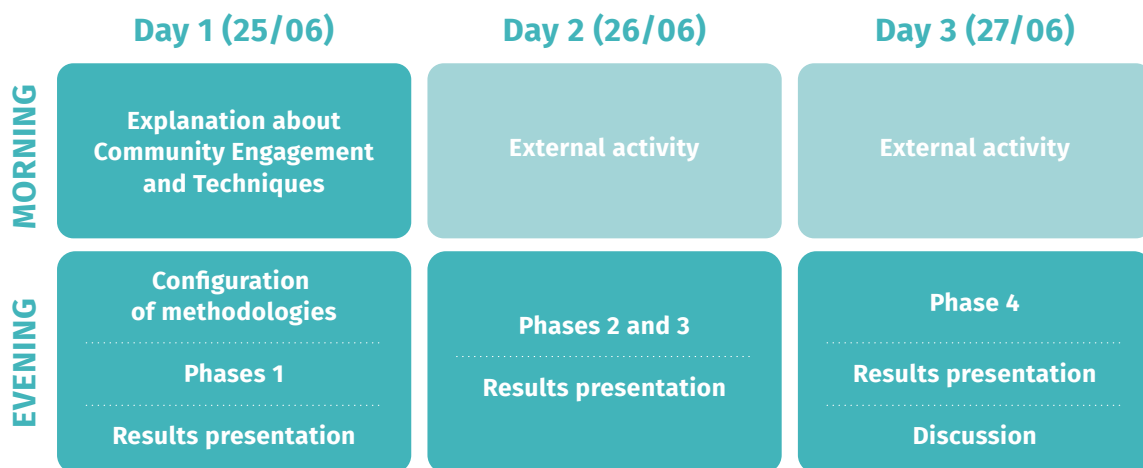 Day 1 (25/06)
Day 2 (26/06)
Day 3 (27/06)
MORNING
Explanation about
Community Engagement
and Techniques
External activity
External activity
EVENING
Configuration
of methodologies
Phases 1
Results presentation
Phases 2 and 3
Results presentation
Phase 4
Results presentation
Discussion